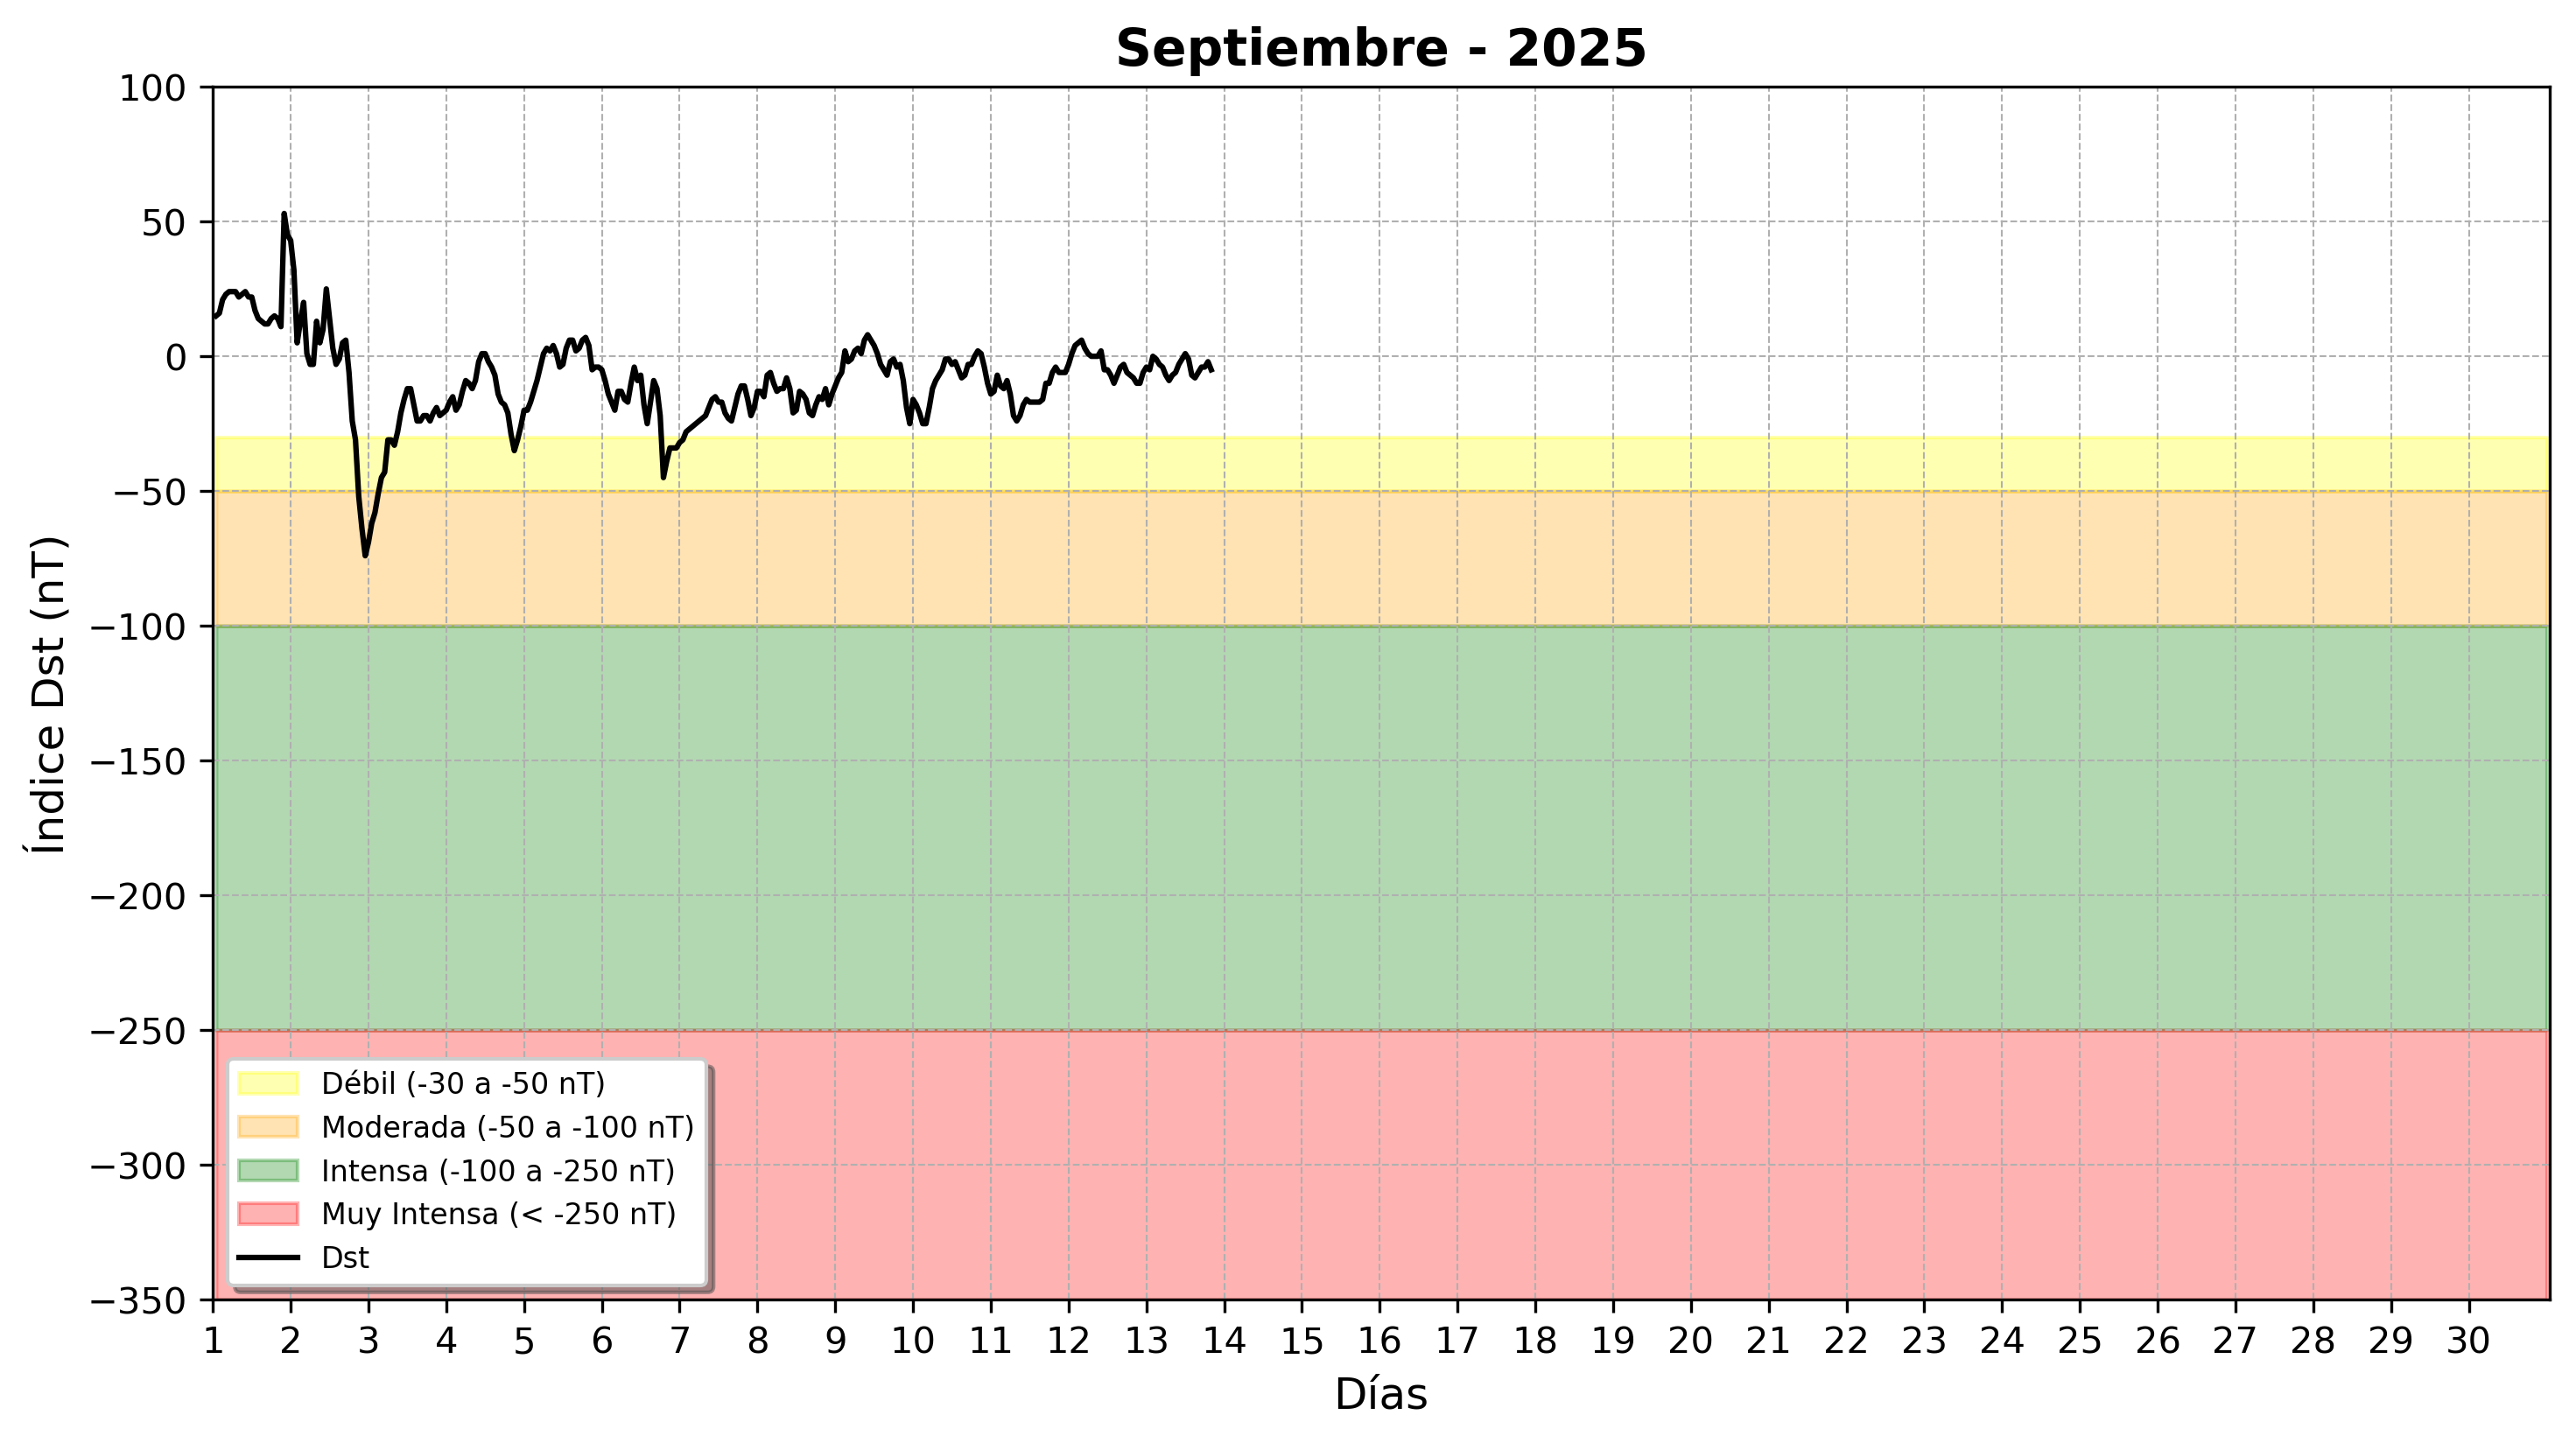 Septiembre - 2025
100
50
0
−50
−100
−150
−200
−250
−300
−350
Índice Dst (nT)
Débil (-30 a -50 nT)
Moderada (-50 a -100 nT)
Intensa (-100 a -250 nT)
Muy Intensa (< -250 nT)
Dst
1 2 3 4 5 6 7 8 9 10 11 12 13 14 15 16 17 18 19 20 21 22 23 24 25 26 27 28 29 30
Días